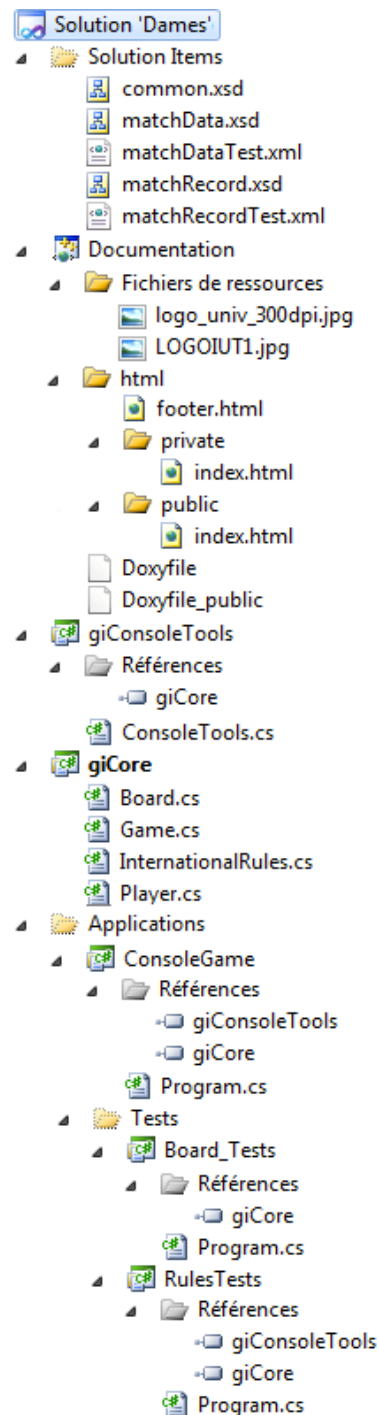 Solution 'Dames'
Solution Items
common.xsd
matchData.xsd
matchDataTest.xml
matchRecord.xsd
matchRecordTest.xml
Documentation
Fichiers de ressources
logo_univ_300dpi.jpg
LOGOIUT1.jpg
html
footer.html
private
index.html
public
index.html
Doxyfile
Doxyfile_public
giConsoleTools
Références
giCore
ConsoleTools.cs
giCore
Board.cs
Game.cs
InternationalRules.cs
Player.cs
Applications
ConsoleGame
Références
giConsoleTools
giCore
Program.cs
Tests
Board_Tests
Références
giCore
Program.cs
RulesTests
Références
giConsoleTools
giCore
Program.cs